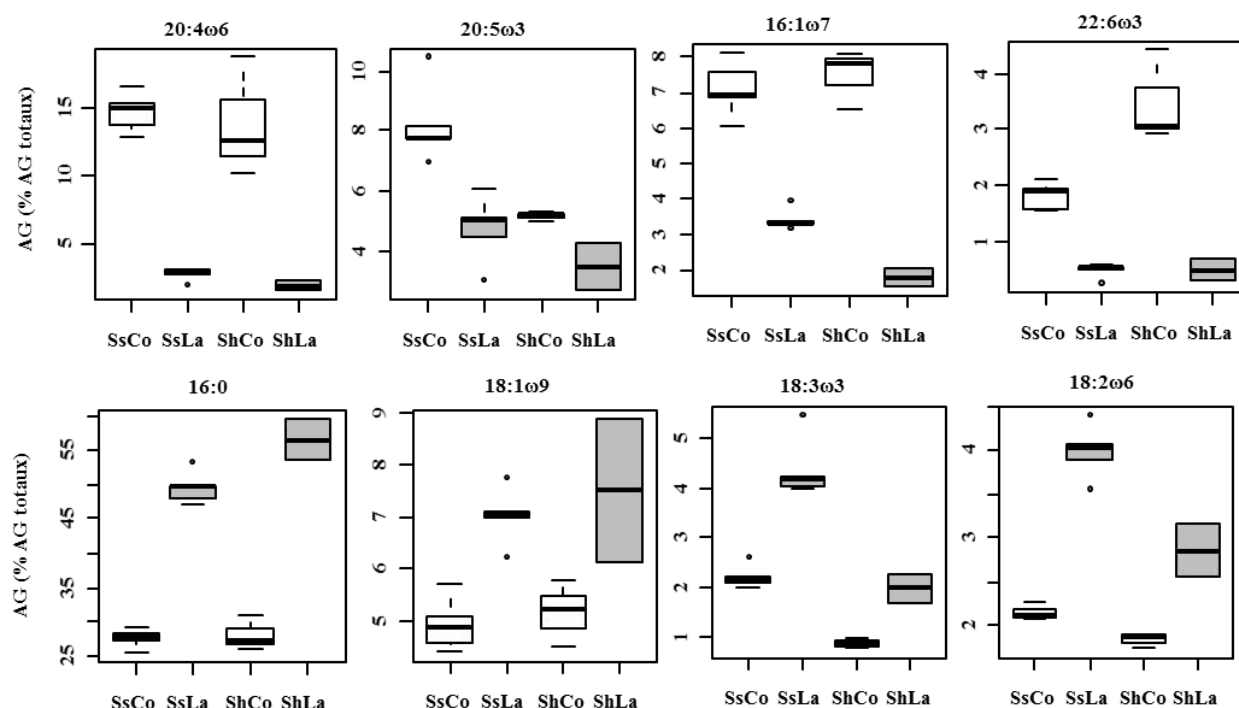 20:4ω6 20:5ω3 16:1ω7 22:6ω3
AG (% AG totaux)
5 10 15
4 6 8 10
2 3 4 5 6 7 8
1 2 3 4
SsCo SsLa ShCo ShLa SsCo SsLa ShCo ShLa SsCo SsLa ShCo ShLa SsCo SsLa ShCo ShLa
16:0 18:1ω9 18:3ω3 18:2ω6
AG (% AG totaux)
25 35 45 55
5 6 7 8 9
1 2 3 4 5
2 3 4
SsCo SsLa ShCo ShLa SsCo SsLa ShCo ShLa SsCo SsLa ShCo ShLa SsCo SsLa ShCo ShLa